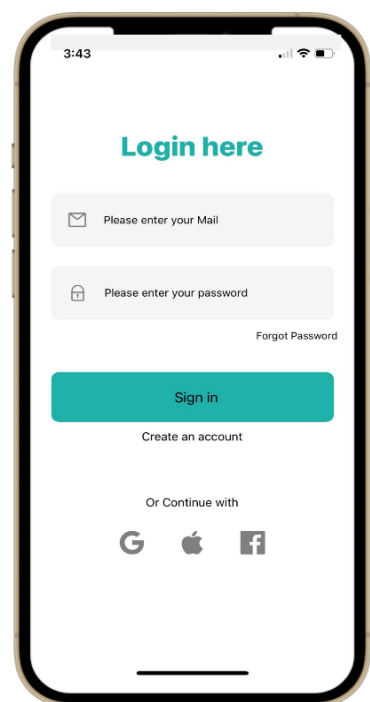 3:43
Login here
Please enter your Mail
Please enter your password
Forgot Password
Sign in
Create an account
Or Continue with